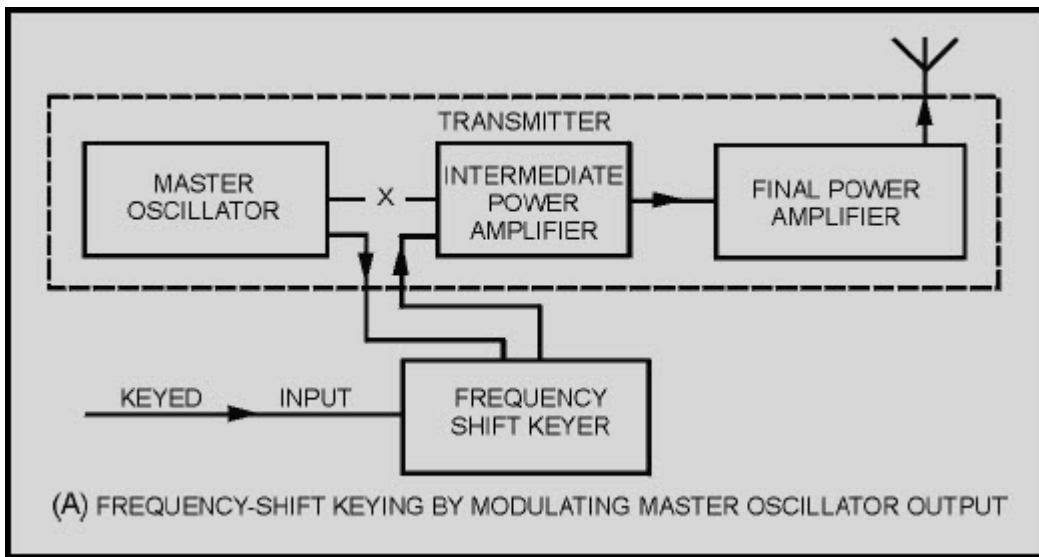 TRANSMITTER
MASTER
OSCILLATOR
X
INTERMEDIATE
POWER
AMPLIFIER
FINAL POWER
AMPLIFIER
KEYED INPUT
FREQUENCY
SHIFT KEYER
(A) FREQUENCY-SHIFT KEYING BY MODULATING MASTER OSCILLATOR OUTPUT